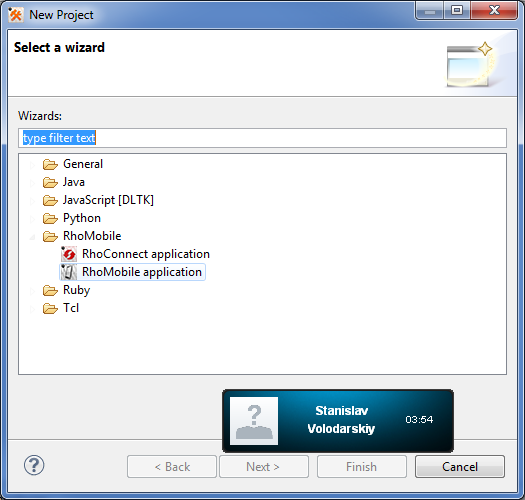 New Project
Select a wizard
Wizards:
type filter text
General
Java
JavaScript [DLTK]
Python
RhoMobile
RhoConnect application
RhoMobile application
Ruby
Tcl
Stanislav
Volodarskiy
03:54
?
< Back
Next >
Finish
Cancel